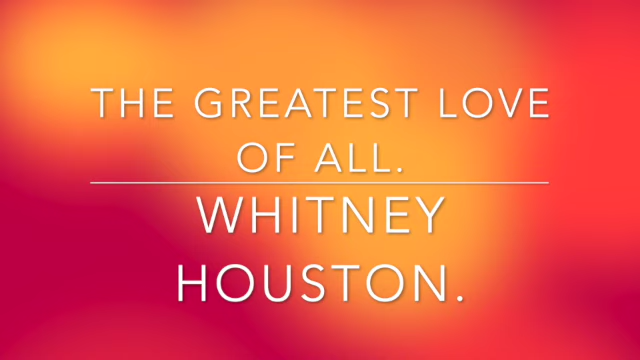 THE GREATEST LOVE
OF ALL.
WHITNEY
HOUSTON.